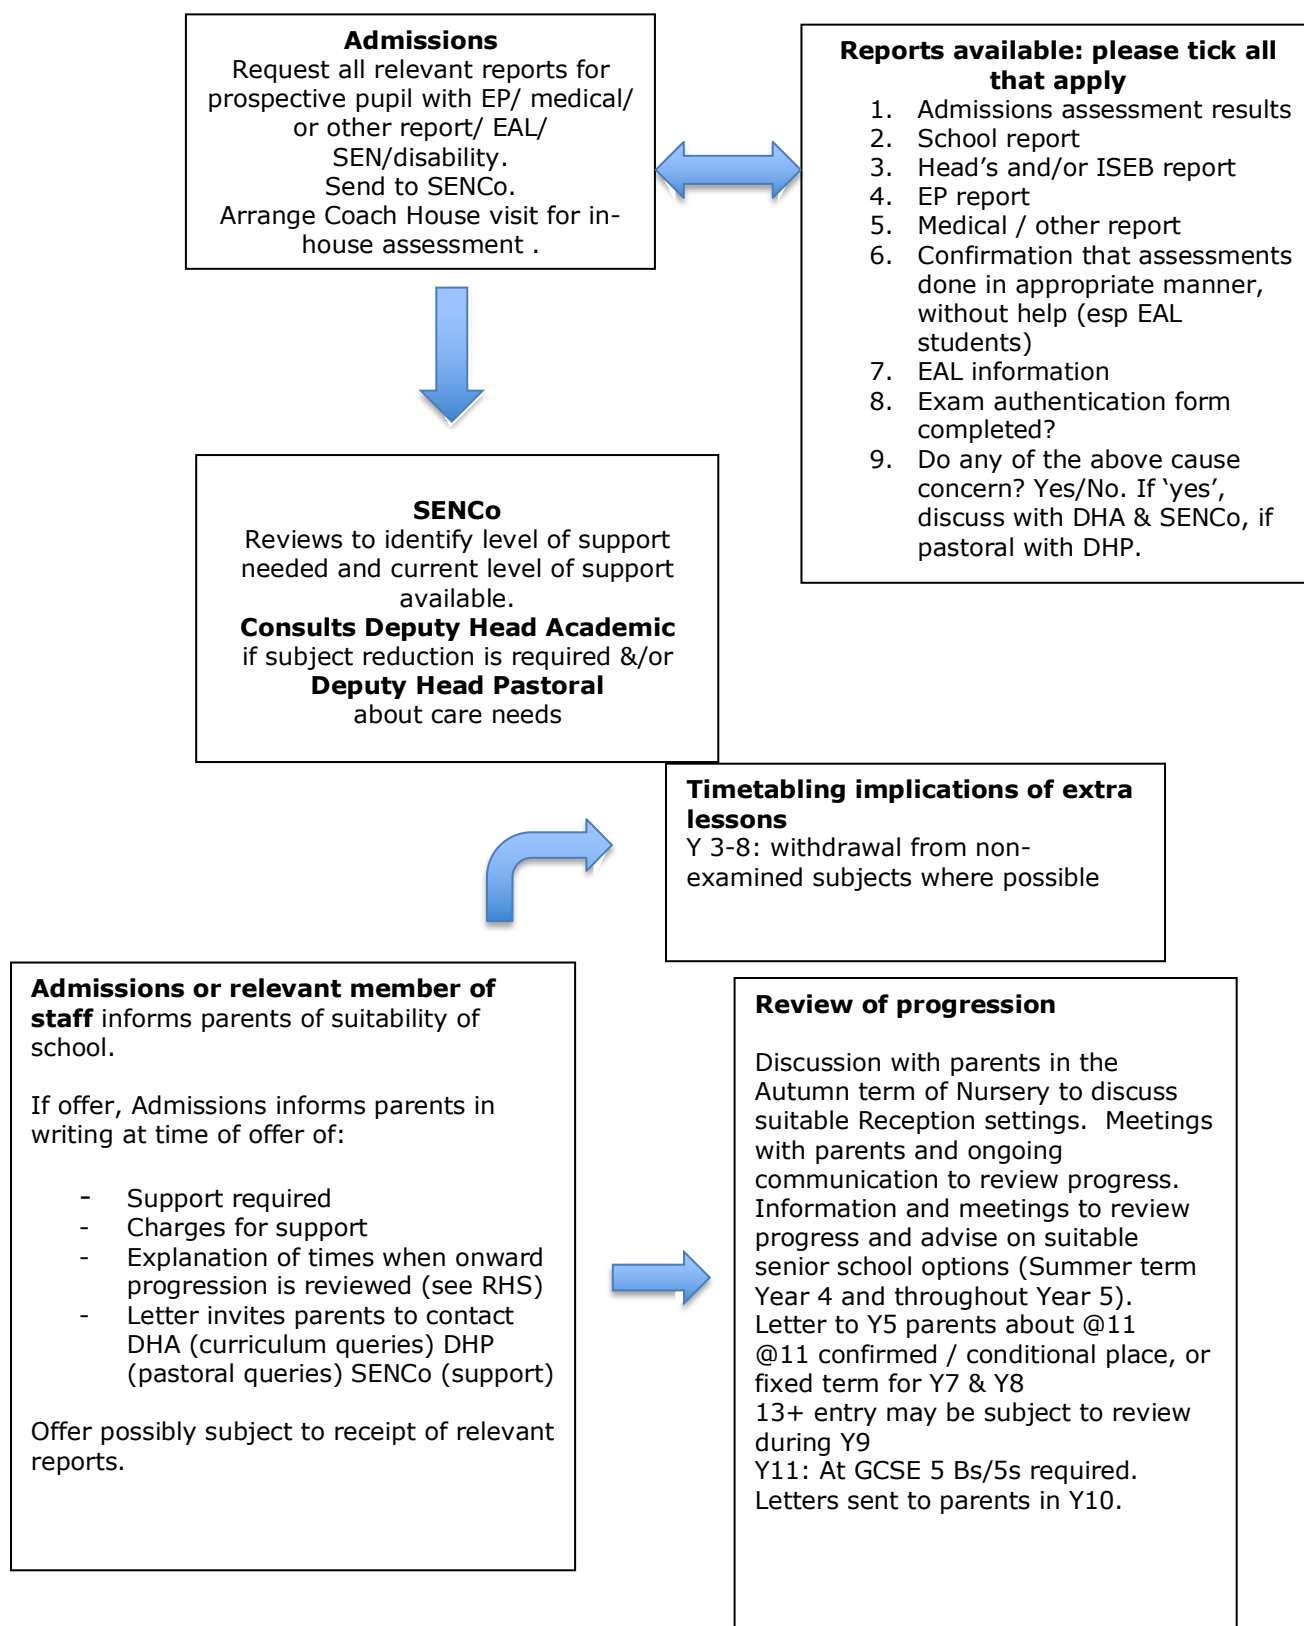 Admissions
Request all relevant reports for
prospective pupil with EP/ medical/
or other report/ EAL/
SEN/disability.
Send to SENCo.
Arrange Coach House visit for in-
house assessment .
Reports available: please tick all
that apply
1. Admissions assessment results
2. School report
3. Head’s and/or ISEB report
4. EP report
5. Medical / other report
6. Confirmation that assessments
done in appropriate manner,
without help (esp EAL
students)
7. EAL information
8. Exam authentication form
completed?
9. Do any of the above cause
concern? Yes/No. If ‘yes’,
discuss with DHA & SENCo, if
pastoral with DHP.
SENCo
Reviews to identify level of support
needed and current level of support
available.
Consults Deputy Head Academic
if subject reduction is required &/or
Deputy Head Pastoral
about care needs
Timetabling implications of extra
lessons
Y 3-8: withdrawal from non-
examined subjects where possible
Admissions or relevant member of
staff informs parents of suitability of
school.
If offer, Admissions informs parents in
writing at time of offer of:
- Support required
- Charges for support
- Explanation of times when onward
progression is reviewed (see RHS)
- Letter invites parents to contact
DHA (curriculum queries) DHP
(pastoral queries) SENCo (support)
Offer possibly subject to receipt of relevant
reports.
Review of progression
Discussion with parents in the
Autumn term of Nursery to discuss
suitable Reception settings.  Meetings
with parents and ongoing
communication to review progress.
Information and meetings to review
progress and advise on suitable
senior school options (Summer term
Year 4 and throughout Year 5).
Letter to Y5 parents about @11
@11 confirmed / conditional place, or
fixed term for Y7 & Y8
13+ entry may be subject to review
during Y9
Y11: At GCSE 5 Bs/5s required.
Letters sent to parents in Y10.